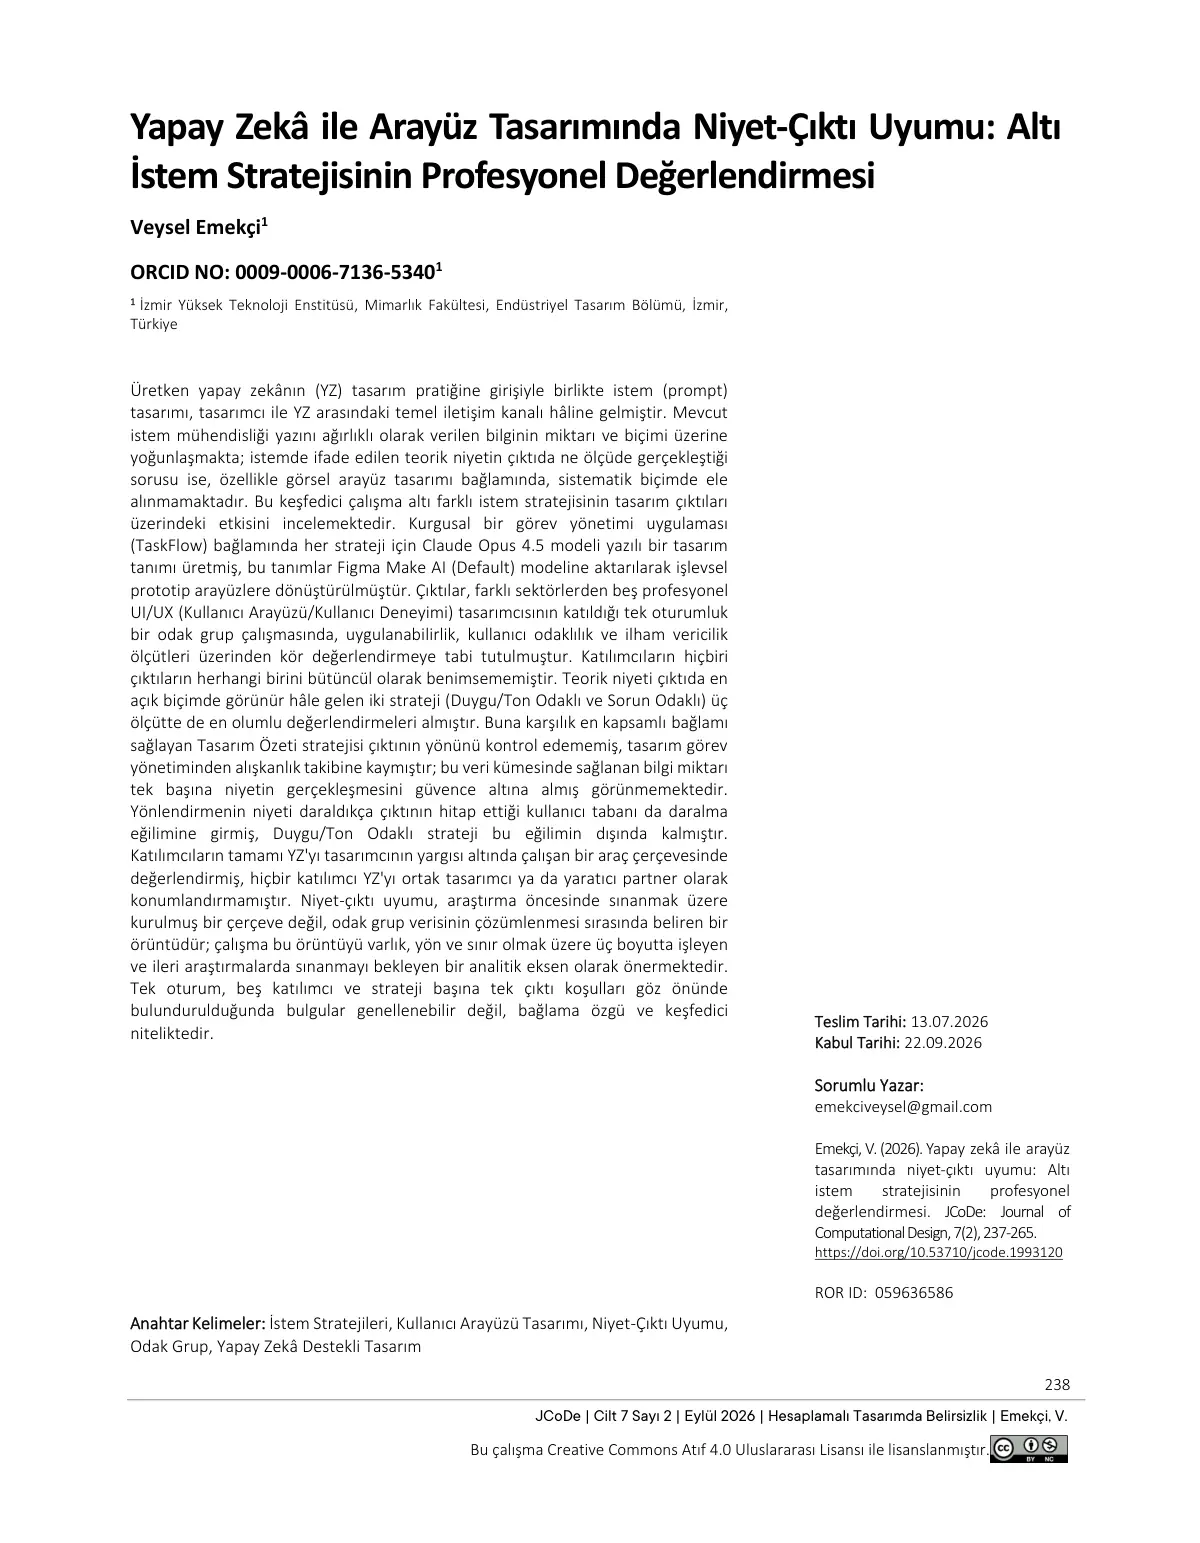 Yapay Zekâ ile Arayüz Tasarımında Niyet-Çıktı Uyumu: Altı
İstem Stratejisinin Profesyonel Değerlendirmesi
Veysel Emekçi¹
ORCID NO: 0009-0006-7136-5340¹
¹ İzmir Yüksek Teknoloji Enstitüsü, Mimarlık Fakültesi, Endüstriyel Tasarım Bölümü, İzmir,
Türkiye
Üretken yapay zekânın (YZ) tasarım pratiğine girişiyle birlikte istem (prompt)
tasarımı, tasarımcı ile YZ arasındaki temel iletişim kanalı hâline gelmiştir. Mevcut
istem mühendisliği yazını ağırlıklı olarak verilen bilginin miktarı ve biçimi üzerine
yoğunlaşmakta; istemde ifade edilen teorik niyetin çıktıda ne ölçüde gerçekleştiği
sorusu ise, özellikle görsel arayüz tasarımı bağlamında, sistematik biçimde ele
alınmamaktadır. Bu keşfedici çalışma altı farklı istem stratejisinin tasarım çıktıları
üzerindeki etkisini incelemektedir. Kurgusal bir görev yönetimi uygulaması
(TaskFlow) bağlamında her strateji için Claude Opus 4.5 modeli yazılı bir tasarım
tanımı üretmiş, bu tanımlar Figma Make AI (Default) modeline aktarılarak işlevsel
prototip arayüzlere dönüştürülmüştür. Çıktılar, farklı sektörlerden beş profesyonel
UI/UX (Kullanıcı Arayüzü/Kullanıcı Deneyimi) tasarımcısının katıldığı tek oturumluk
bir odak grup çalışmasında, uygulanabilirlik, kullanıcı odaklılık ve ilham vericilik
ölçütleri üzerinden kör değerlendirmeye tabi tutulmuştur. Katılımcıların hiçbiri
çıktıların herhangi birini bütüncül olarak benimsememiştir. Teorik niyeti çıktıda en
açık biçimde görünür hâle gelen iki strateji (Duygu/Ton Odaklı ve Sorun Odaklı) üç
ölçütte de en olumlu değerlendirmeleri almıştır. Buna karşılık en kapsamlı bağlamı
sağlayan Tasarım Özeti stratejisi çıktının yönünü kontrol edememiş, tasarım görev
yönetiminden alışkanlık takibine kaymıştır; bu veri kümesinde sağlanan bilgi miktarı
tek başına niyetin gerçekleşmesini güvence altına almış görünmemektedir.
Yönlendirmenin niyeti daraldıkça çıktının hitap ettiği kullanıcı tabanı da daralma
eğilimine girmiş, Duygu/Ton Odaklı strateji bu eğilimin dışında kalmıştır.
Katılımcıların tamamı YZ'yı tasarımcının yargısı altında çalışan bir araç çerçevesinde
değerlendirmiş, hiçbir katılımcı YZ'yı ortak tasarımcı ya da yaratıcı partner olarak
konumlandırmamıştır. Niyet-çıktı uyumu, araştırma öncesinde sınanmak üzere
kurulmuş bir çerçeve değil, odak grup verisinin çözümlenmesi sırasında beliren bir
örüntüdür; çalışma bu örüntüyü varlık, yön ve sınır olmak üzere üç boyutta işleyen
ve ileri araştırmalarda sınanmayı bekleyen bir analitik eksen olarak önermektedir.
Tek oturum, beş katılımcı ve strateji başına tek çıktı koşulları göz önünde
bulundurulduğunda bulgular genellenebilir değil, bağlama özgü ve keşfedici
niteliktedir.
Teslim Tarihi: 13.07.2026
Kabul Tarihi: 22.09.2026
Sorumlu Yazar:
emekciveysel@gmail.com
Emekçi, V. (2026). Yapay zekâ ile arayüz
tasarımında niyet-çıktı uyumu: Altı
istem stratejisinin profesyonel
değerlendirmesi. JCoDe: Journal of
Computational Design, 7(2), 237-265.
https://doi.org/10.53710/jcode.1993120
ROR ID: 059636586
Anahtar Kelimeler: İstem Stratejileri, Kullanıcı Arayüzü Tasarımı, Niyet-Çıktı Uyumu,
Odak Grup, Yapay Zekâ Destekli Tasarım
238
JCoDe | Cilt 7 Sayı 2 | Eylül 2026 | Hesaplamalı Tasarımda Belirsizlik | Emekçi, V.
Bu çalışma Creative Commons Atıf 4.0 Uluslararası Lisansı ile lisanslanmıştır.
cc BY NC